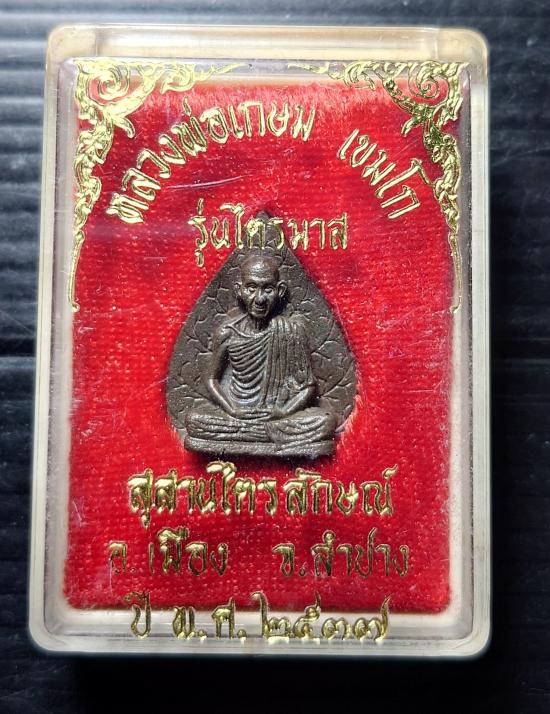 หลวงพ่อเกษม เขมโก
รุ่นไตรมาส
สุสานไตรลักษณ์
อ.เมือง จ.ลำปาง
ปี พ.ศ.๒๕๓๗